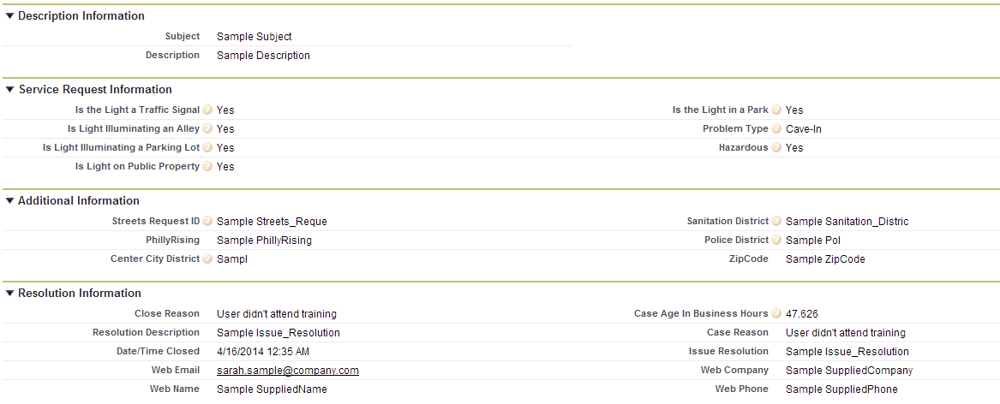 Description Information
Subject Sample Subject
Description Sample Description
Service Request Information
Is the Light a Traffic Signal ? Yes Is the Light in a Park ? Yes
Is Light Illuminating an Alley ? Yes Problem Type ? Cave-In
Is Light Illuminating a Parking Lot ? Yes Hazardous ? Yes
Is Light on Public Property ? Yes
Additional Information
Streets Request ID ? Sample Streets_Reque Sanitation District ? Sample Sanitation_Distric
PhillyRising Sample PhillyRising Police District ? Sample Pol
Center City District ? Sampl ZipCode Sample ZipCode
Resolution Information
Close Reason User didn't attend training Case Age In Business Hours ? 47.626
Resolution Description Sample Issue_Resolution Case Reason User didn't attend training
Date/Time Closed 4/16/2014 12:35 AM Issue Resolution Sample Issue_Resolution
Web Email sarah.sample@company.com Web Company Sample SuppliedCompany
Web Name Sample SuppliedName Web Phone Sample SuppliedPhone